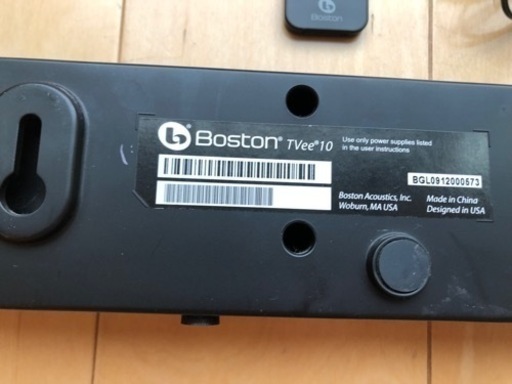 Boston
Boston® TVee®10
Use only power supplies listed
in the user instructions
BGL0912000573
Boston Acoustics, Inc.
Woburn, MA USA
Made in China
Designed in USA